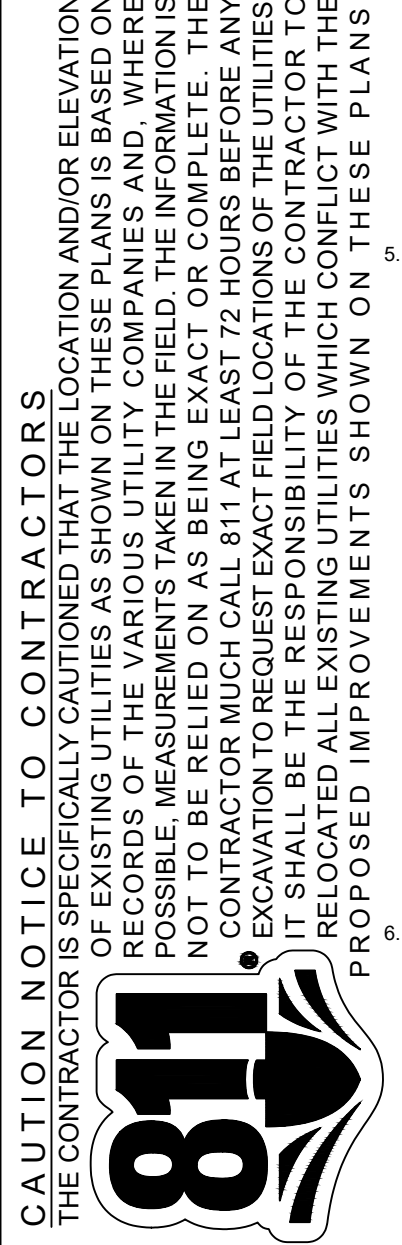 CAUTION NOTICE TO CONTRACTORS
THE CONTRACTOR IS SPECIFICALLY CAUTIONED THAT THE LOCATION AND/OR ELEVATION
OF EXISTING UTILITIES AS SHOWN ON THESE PLANS IS BASED ON
RECORDS OF THE VARIOUS UTILITY COMPANIES AND, WHERE
POSSIBLE, MEASUREMENTS TAKEN IN THE FIELD. THE INFORMATION IS
NOT TO BE RELIED ON AS BEING EXACT OR COMPLETE. THE
CONTRACTOR MUCH CALL 811 AT LEAST 72 HOURS BEFORE ANY
EXCAVATION TO REQUEST EXACT FIELD LOCATIONS OF THE UTILITIES.
IT SHALL BE THE RESPONSIBILITY OF THE CONTRACTOR TO
RELOCATED ALL EXISTING UTILITIES WHICH CONFLICT WITH THE
PROPOSED IMPROVEMENTS SHOWN ON THESE PLANS
811®
5.
6.